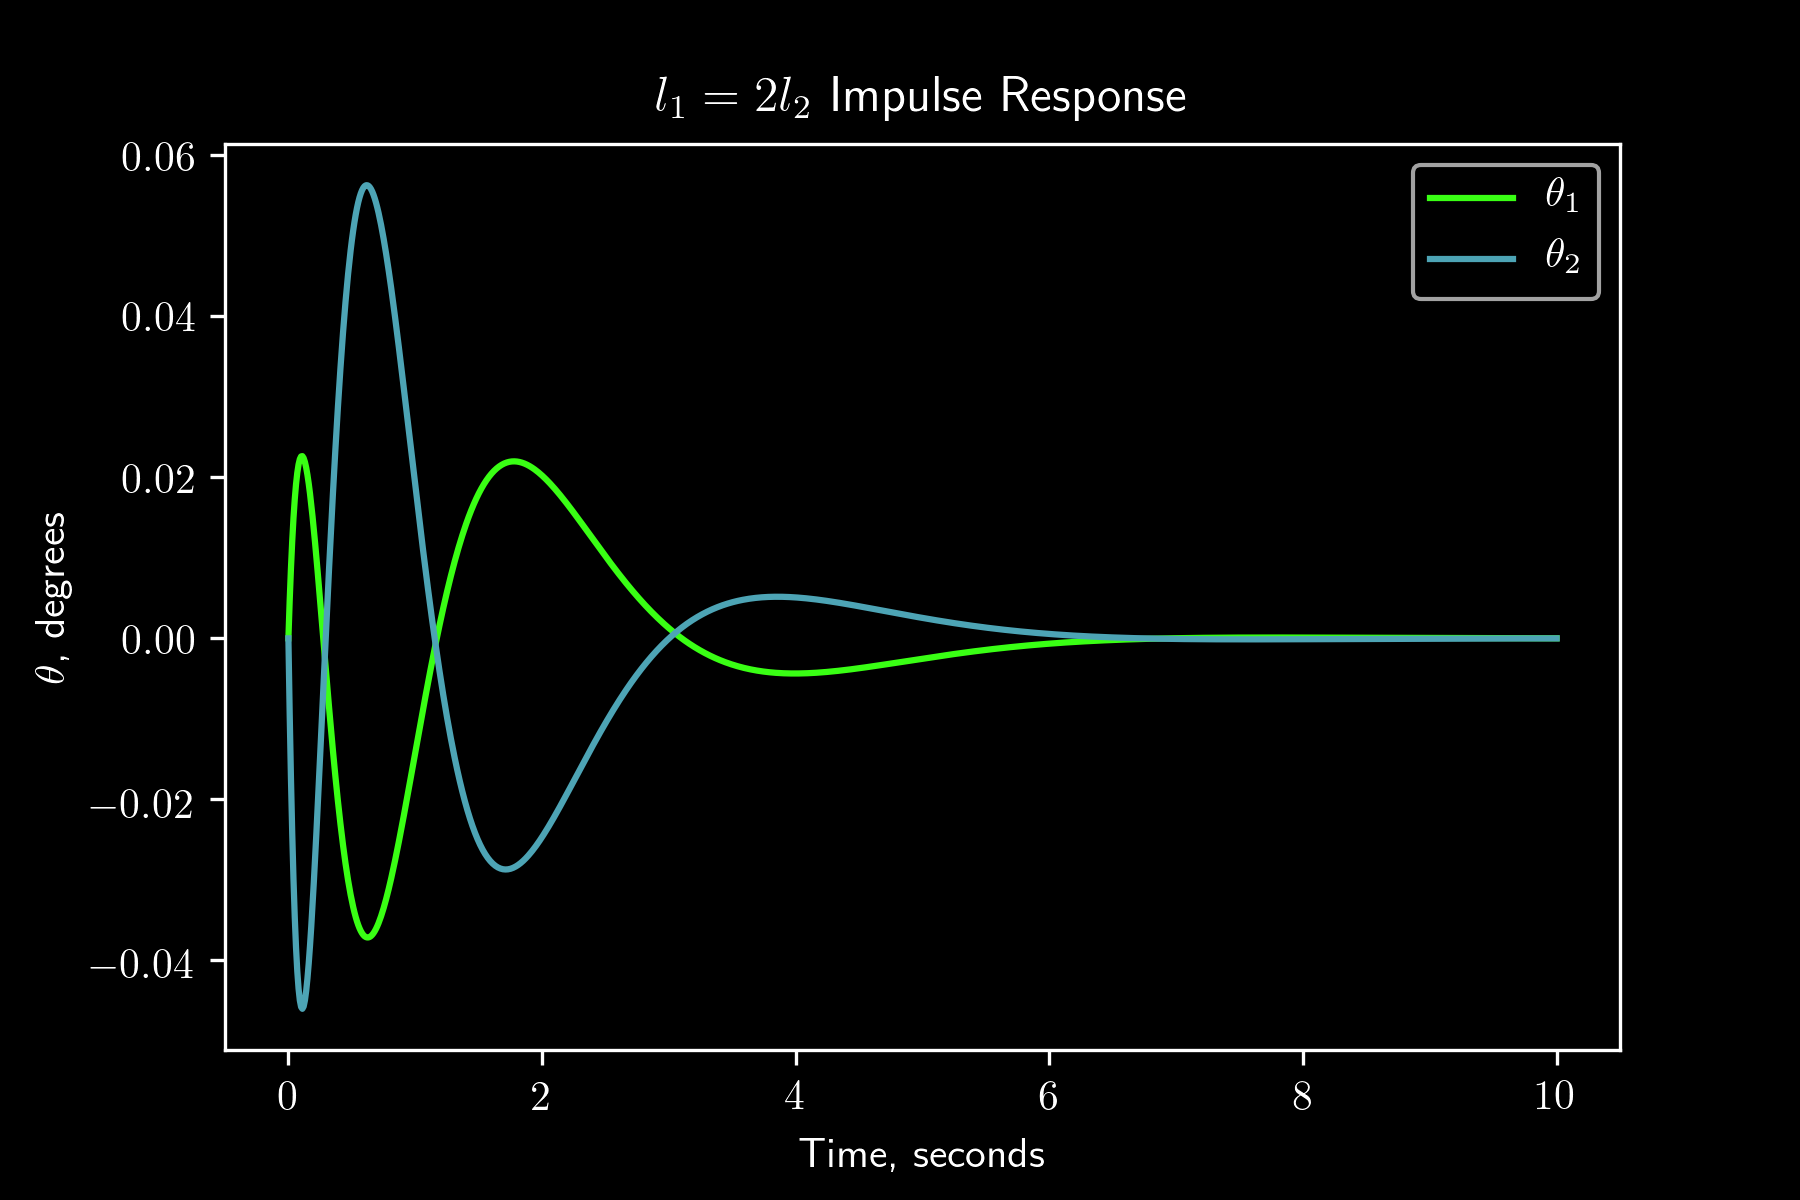 l₁ = 2l₂ Impulse Response
θ, degrees
0.06
0.04
0.02
0.00
−0.02
−0.04
θ₁
θ₂
0 2 4 6 8 10
Time, seconds